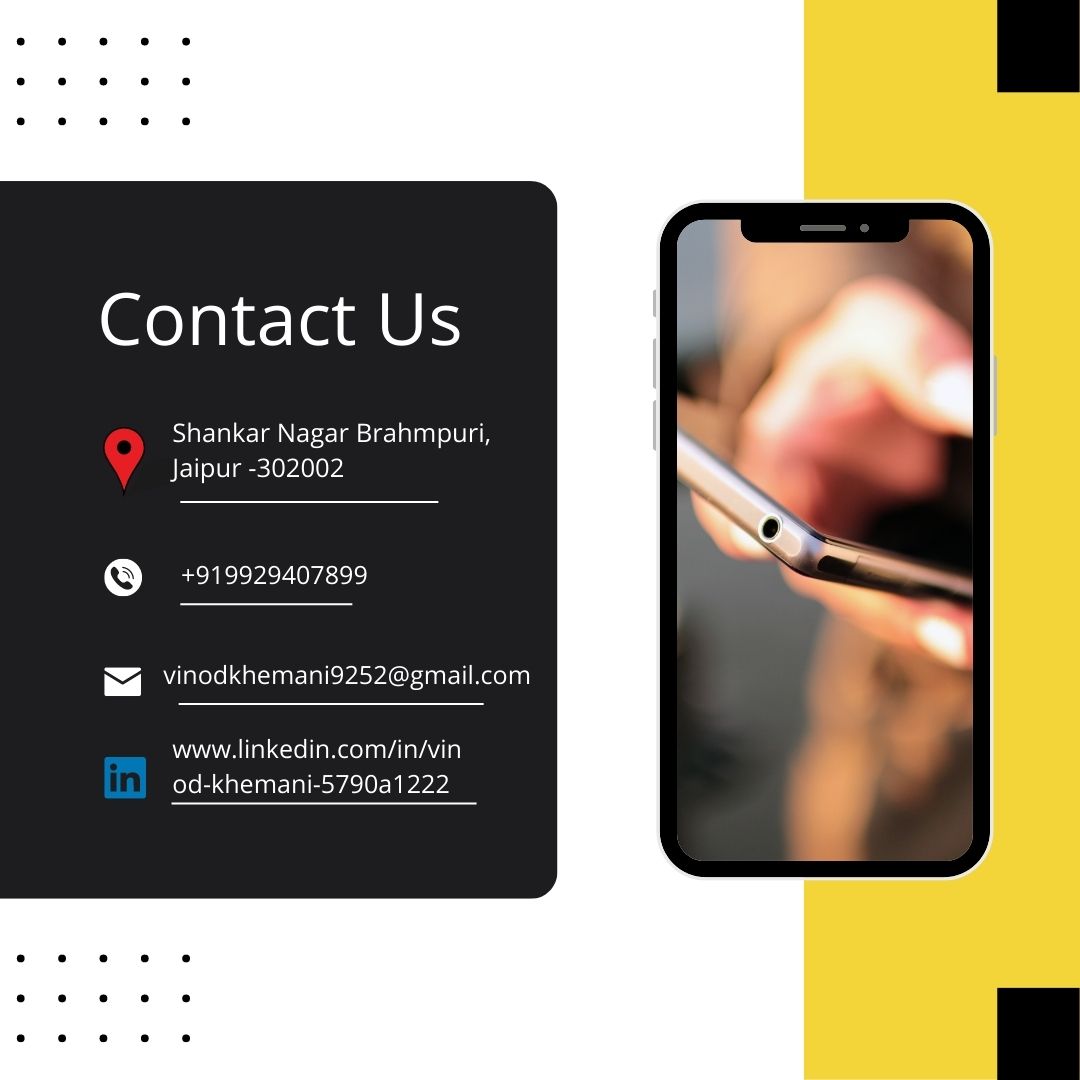 Contact Us
Shankar Nagar Brahmpuri,
Jaipur -302002
+919929407899
vinodkhemani9252@gmail.com
www.linkedin.com/in/vin
od-khemani-5790a1222
in